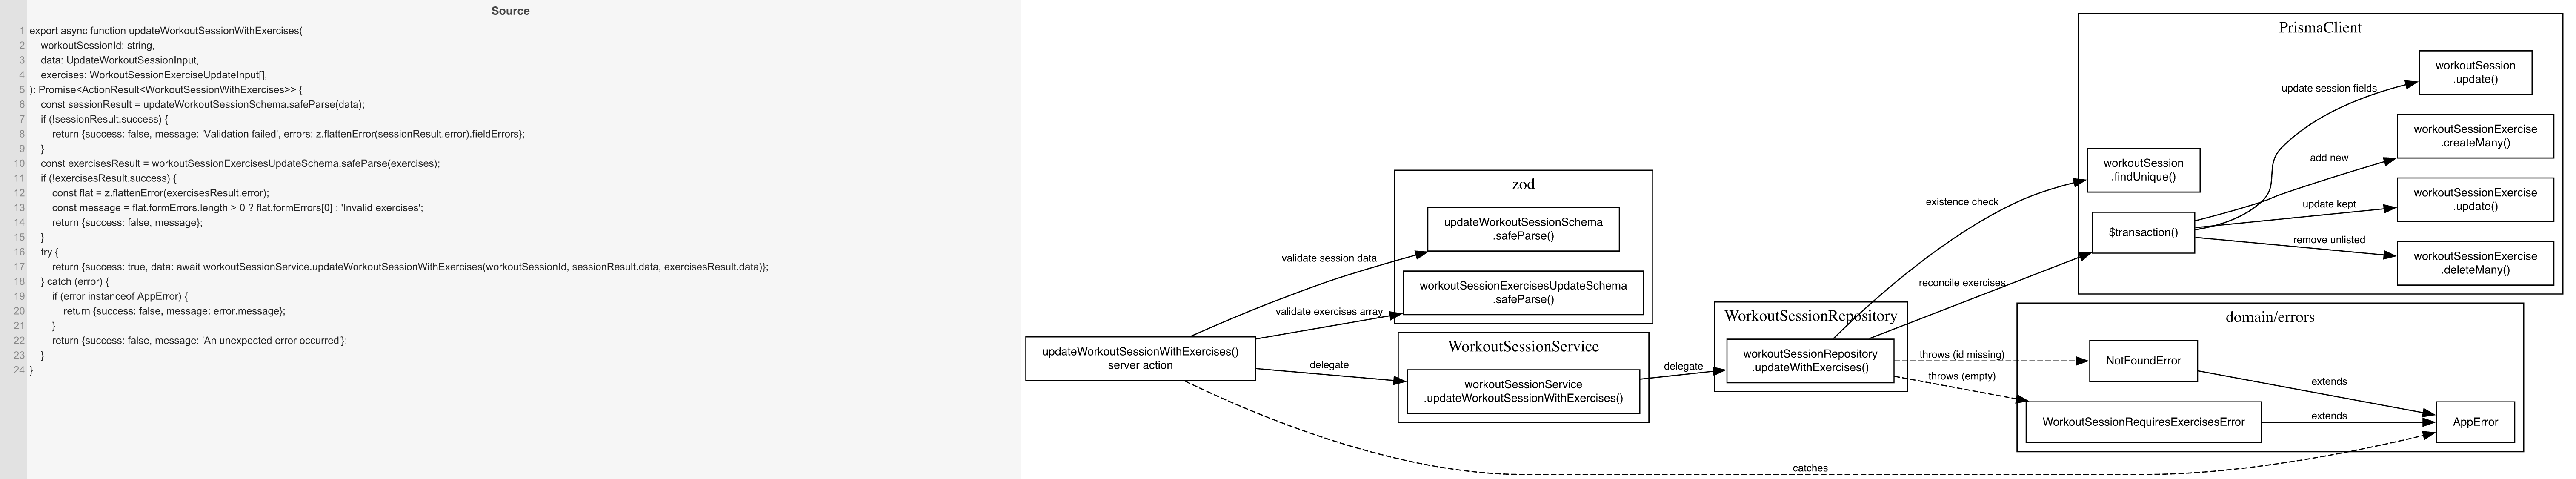 Source
1 export async function updateWorkoutSessionWithExercises(
2 workoutSessionId: string,
3 data: UpdateWorkoutSessionInput,
4 exercises: WorkoutSessionExerciseUpdateInput[],
5 ): Promise<ActionResult<WorkoutSessionWithExercises>> {
6 const sessionResult = updateWorkoutSessionSchema.safeParse(data);
7 if (!sessionResult.success) {
8 return {success: false, message: 'Validation failed', errors: z.flattenError(sessionResult.error).fieldErrors};
9 }
10 const exercisesResult = workoutSessionExercisesUpdateSchema.safeParse(exercises);
11 if (!exercisesResult.success) {
12 const flat = z.flattenError(exercisesResult.error);
13 const message = flat.formErrors.length > 0 ? flat.formErrors[0] : 'Invalid exercises';
14 return {success: false, message};
15 }
16 try {
17 return {success: true, data: await workoutSessionService.updateWorkoutSessionWithExercises(workoutSessionId, sessionResult.data, exercisesResult.data)};
18 } catch (error) {
19 if (error instanceof AppError) {
20 return {success: false, message: error.message};
21 }
22 return {success: false, message: 'An unexpected error occurred'};
23 }
24 }
updateWorkoutSessionWithExercises()
server action
validate session data
validate exercises array
delegate
catches
zod
updateWorkoutSessionSchema
.safeParse()
workoutSessionExercisesUpdateSchema
.safeParse()
WorkoutSessionService
workoutSessionService
.updateWorkoutSessionWithExercises()
delegate
WorkoutSessionRepository
workoutSessionRepository
.updateWithExercises()
existence check
reconcile exercises
throws (id missing)
throws (empty)
PrismaClient
workoutSession
.findUnique()
$transaction()
update session fields
add new
update kept
remove unlisted
workoutSession
.update()
workoutSessionExercise
.createMany()
workoutSessionExercise
.update()
workoutSessionExercise
.deleteMany()
domain/errors
NotFoundError
WorkoutSessionRequiresExercisesError
extends
extends
AppError